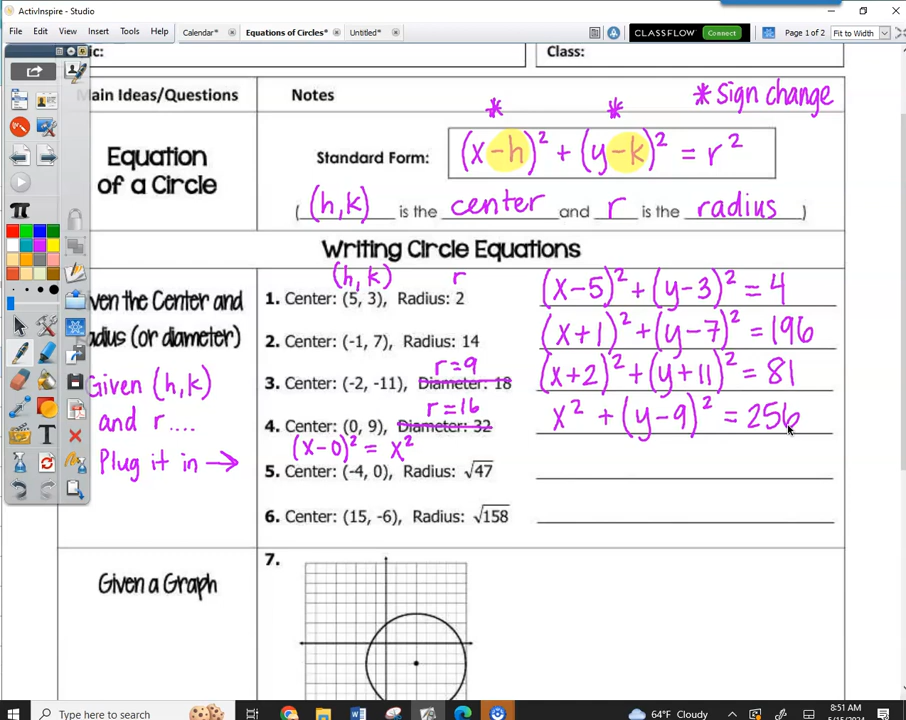 ActivInspire - Studio
File Edit View Insert Tools Help Calendar* Equations of Circles* Untitled* CLASSFLOW Connect Page 1 of 2 Fit to Width
ic: Class:
Main Ideas/Questions Notes * Sign change
* *
Equation of a Circle
Standard Form: (x-h)² + (y-k)² = r²
( (h,k) is the center and r is the radius )
Writing Circle Equations
(h, k) r
iven the Center and
adius (or diameter)
Given (h,k)
and r....
Plug it in →
1. Center: (5, 3), Radius: 2 (x-5)² + (y-3)² = 4
2. Center: (-1, 7), Radius: 14 (x+1)² + (y-7)² = 196
r=9
3. Center: (-2, -11), Diameter: 18 (x+2)² + (y+11)² = 81
r=16
4. Center: (0, 9), Diameter: 32 x² + (y-9)² = 256
(x-0)² = x²
5. Center: (-4, 0), Radius: √47
6. Center: (15, -6), Radius: √158
Given a Graph
7.
Type here to search 64°F Cloudy 8:51 AM